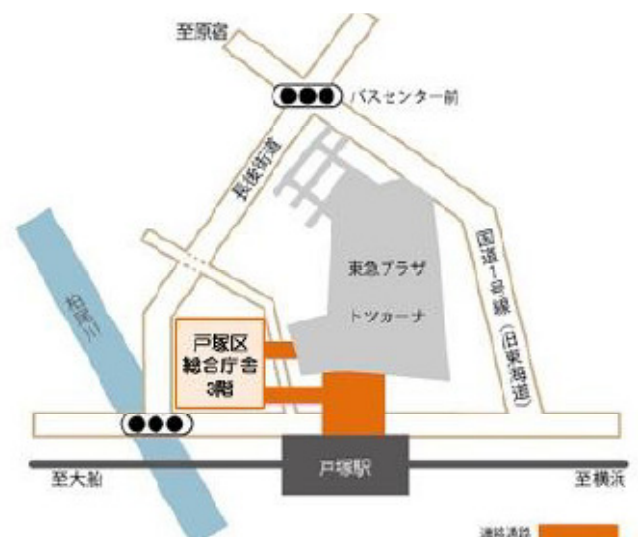 至原宿
バスセンター前
長後街道
柏尾川
東急プラザ
トツカーナ
国道1号線(旧東海道)
戸塚区
総合庁舎
3階
戸塚駅
至大船
至横浜
連絡通路